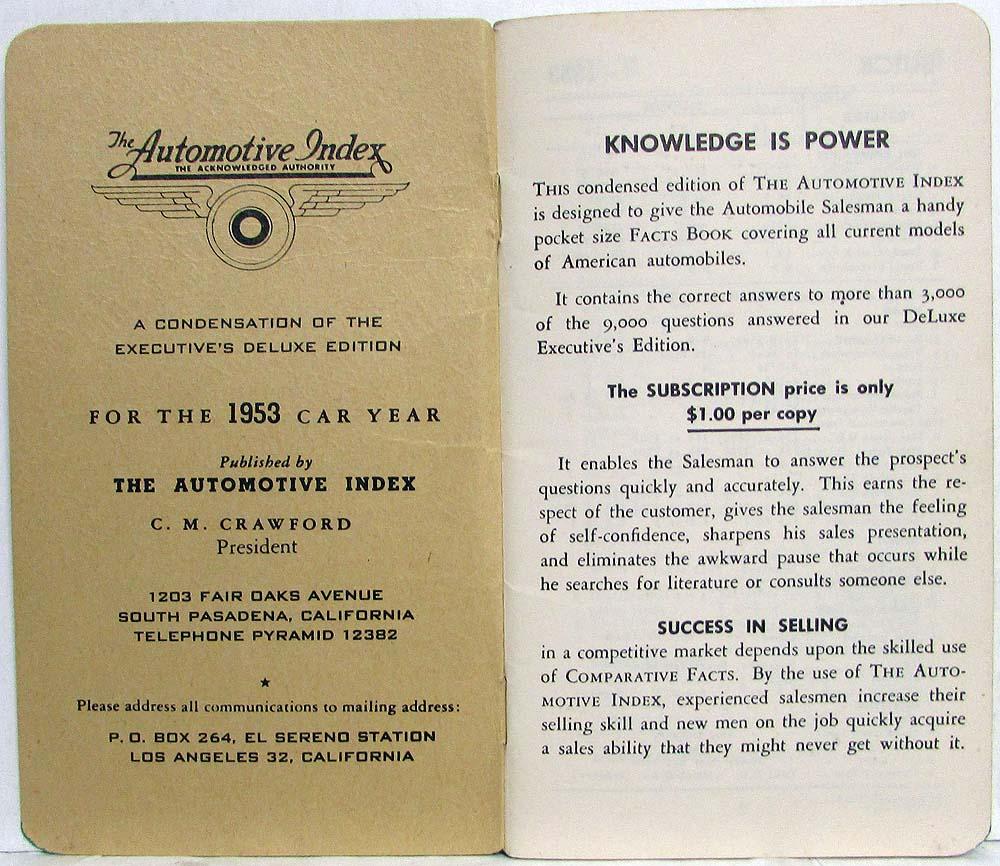 The Automotive Index
THE ACKNOWLEDGED AUTHORITY
A CONDENSATION OF THE
EXECUTIVE'S DELUXE EDITION
FOR THE 1953 CAR YEAR
Published by
THE AUTOMOTIVE INDEX
C. M. CRAWFORD
President
1203 FAIR OAKS AVENUE
SOUTH PASADENA, CALIFORNIA
TELEPHONE PYRAMID 12382
★
Please address all communications to mailing address:
P. O. BOX 264, EL SERENO STATION
LOS ANGELES 32, CALIFORNIA
KNOWLEDGE IS POWER
THIS condensed edition of THE AUTOMOTIVE INDEX
is designed to give the Automobile Salesman a handy
pocket size FACTS BOOK covering all current models
of American automobiles.
It contains the correct answers to more than 3,000
of the 9,000 questions answered in our DeLuxe
Executive's Edition.
The SUBSCRIPTION price is only
$1.00 per copy
It enables the Salesman to answer the prospect's
questions quickly and accurately. This earns the re-
spect of the customer, gives the salesman the feeling
of self-confidence, sharpens his sales presentation,
and eliminates the awkward pause that occurs while
he searches for literature or consults someone else.
SUCCESS IN SELLING
in a competitive market depends upon the skilled use
of COMPARATIVE FACTS. By the use of THE AUTO-
MOTIVE INDEX, experienced salesmen increase their
selling skill and new men on the job quickly acquire
a sales ability that they might never get without it.